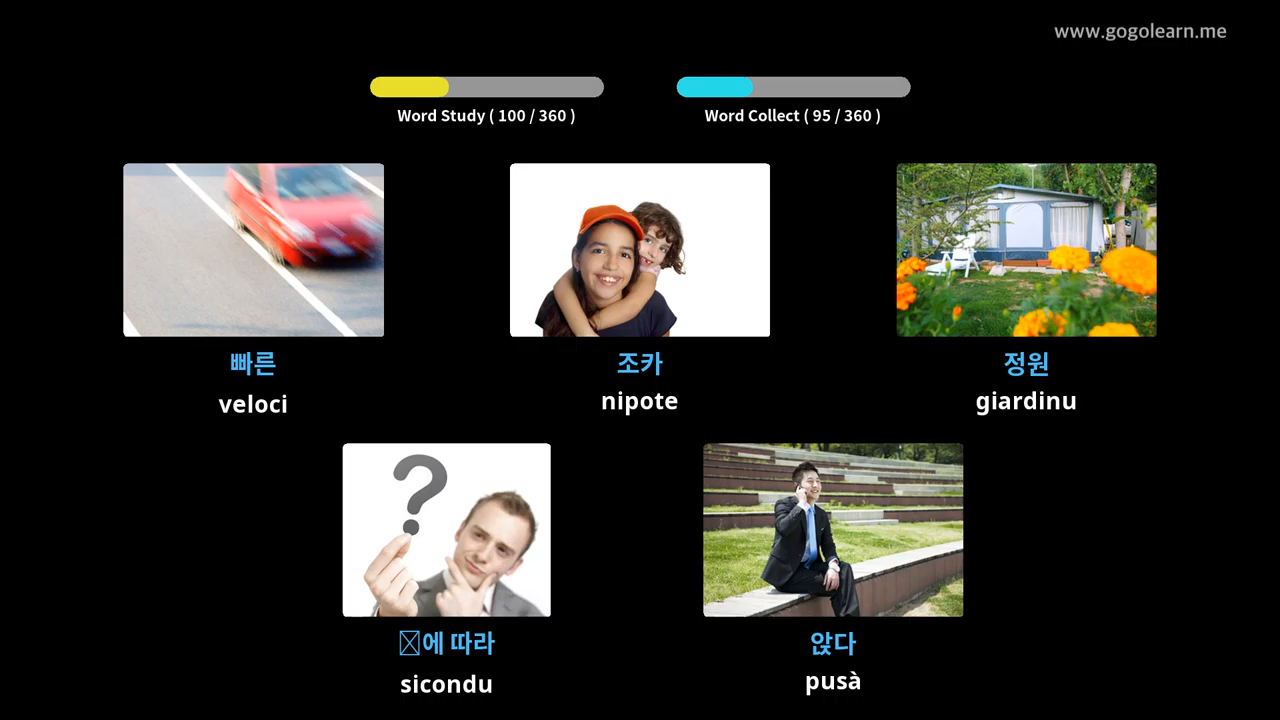 www.gogolearn.me
Word Study ( 100 / 360 )
Word Collect ( 95 / 360 )
빠른
veloci
조카
nipote
정원
giardinu
에 따라
sicondu
앉다
pusà